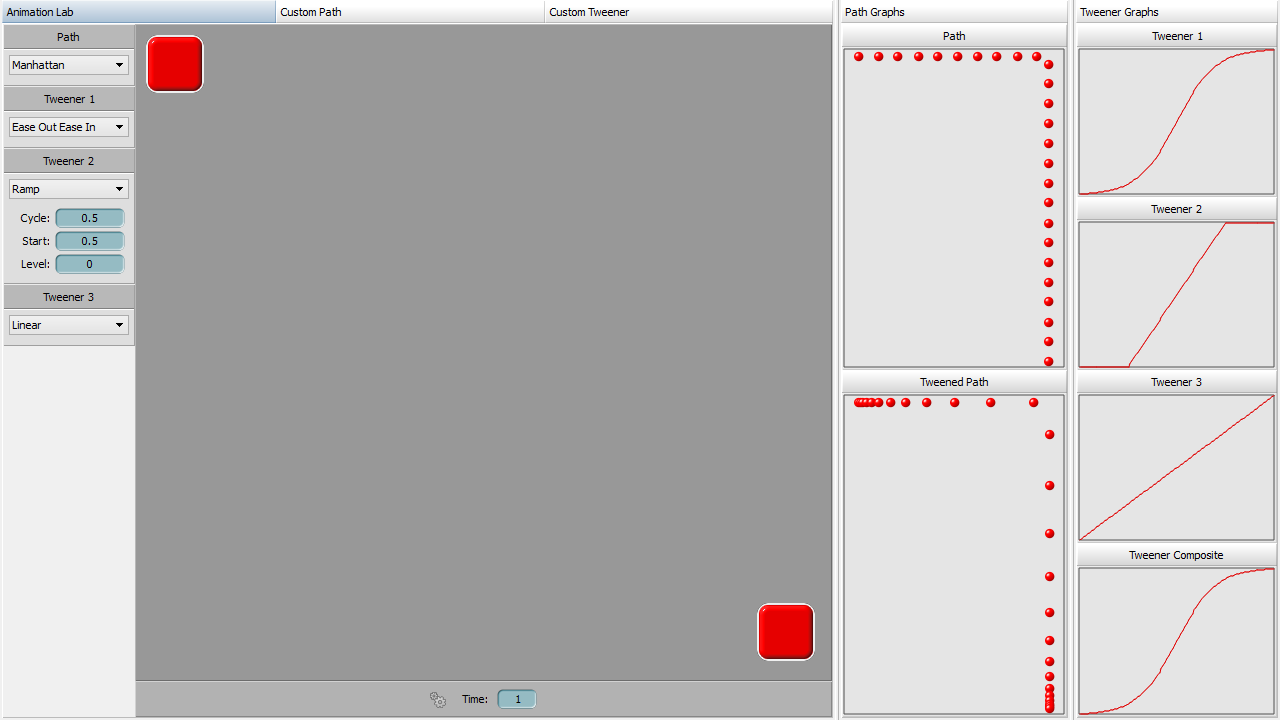 Animation Lab
Custom Path
Custom Tweener
Path
Manhattan
Tweener 1
Ease Out Ease In
Tweener 2
Ramp
Cycle: 0.5
Start: 0.5
Level: 0
Tweener 3
Linear
Time: 1
Path Graphs
Path
Tweened Path
Tweener Graphs
Tweener 1
Tweener 2
Tweener 3
Tweener Composite